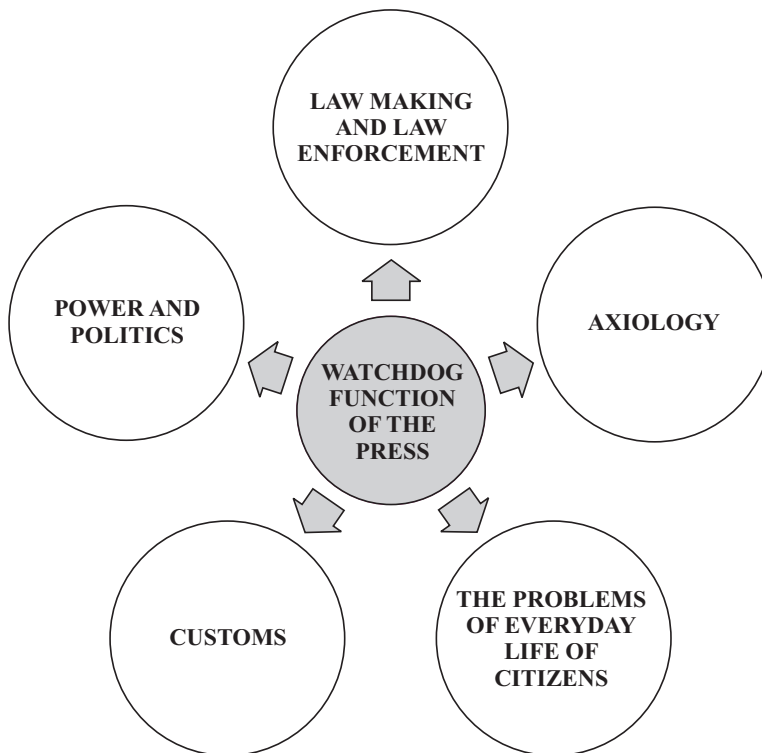 LAW MAKING
AND LAW
ENFORCEMENT
POWER AND
POLITICS
AXIOLOGY
WATCHDOG
FUNCTION
OF THE
PRESS
CUSTOMS
THE PROBLEMS
OF EVERYDAY
LIFE OF
CITIZENS